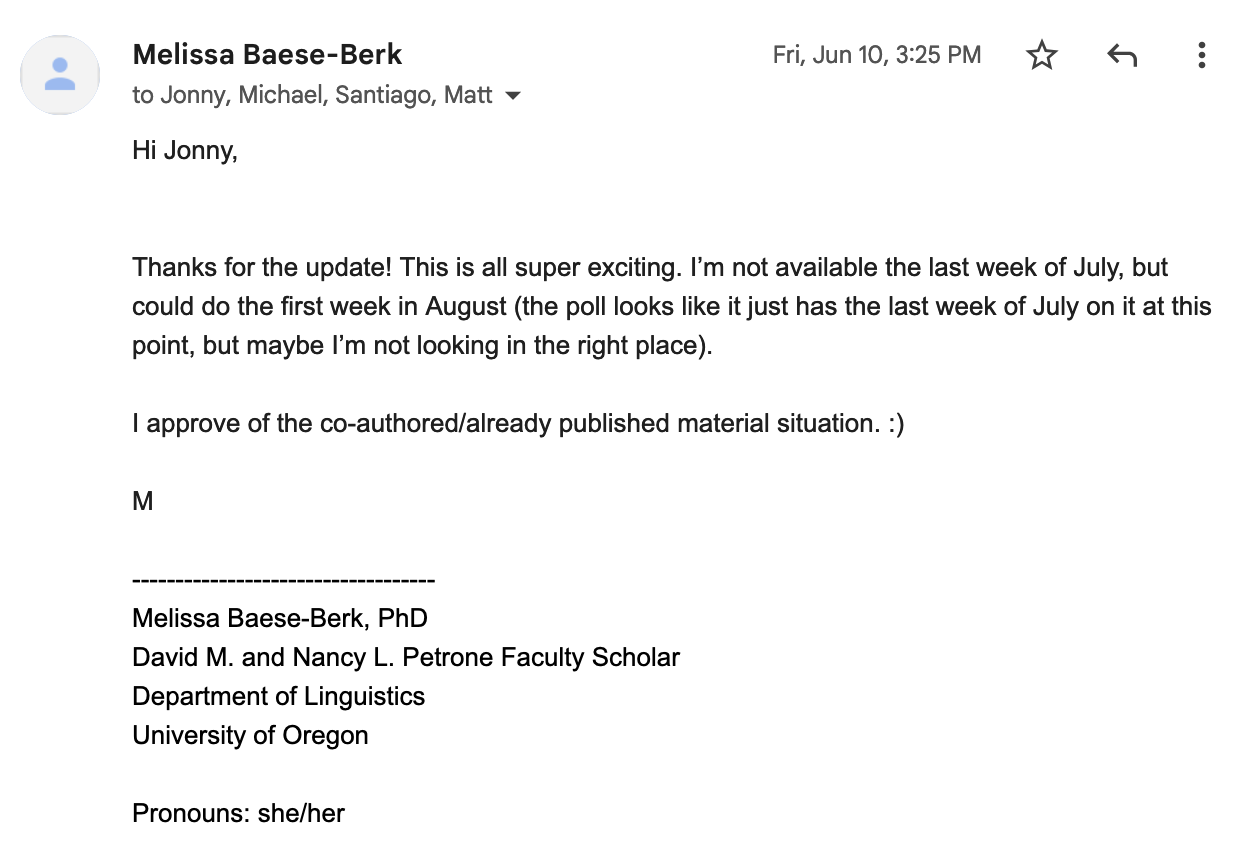 Melissa Baese-Berk
Fri, Jun 10, 3:25 PM
to Jonny, Michael, Santiago, Matt
Hi Jonny,
Thanks for the update! This is all super exciting. I’m not available the last week of July, but
could do the first week in August (the poll looks like it just has the last week of July on it at this
point, but maybe I’m not looking in the right place).
I approve of the co-authored/already published material situation. :)
M
-----------------------------------
Melissa Baese-Berk, PhD
David M. and Nancy L. Petrone Faculty Scholar
Department of Linguistics
University of Oregon
Pronouns: she/her